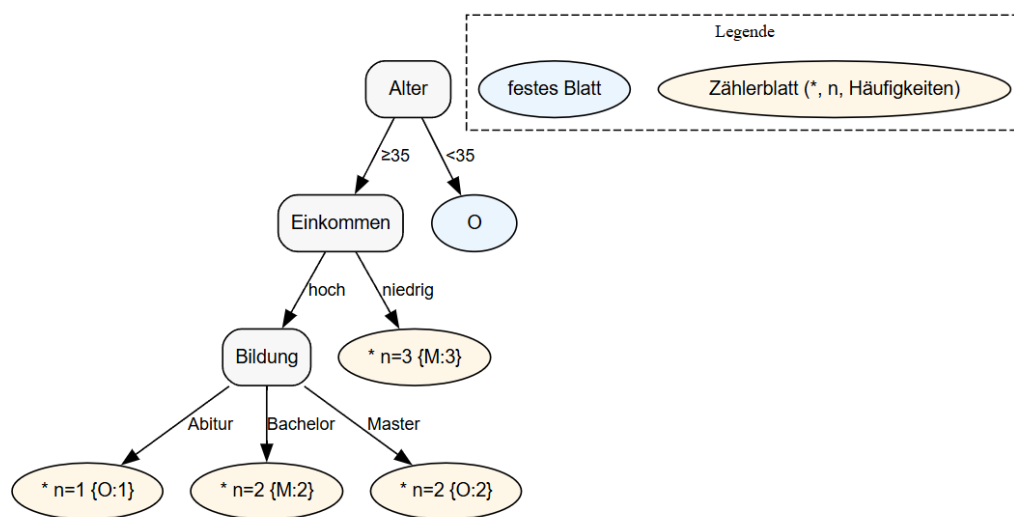 Legende
Alter
festes Blatt
Zählerblatt (*, n, Häufigkeiten)
≥35
<35
Einkommen
O
hoch
niedrig
Bildung
* n=3 {M:3}
Abitur
Bachelor
Master
* n=1 {O:1}
* n=2 {M:2}
* n=2 {O:2}